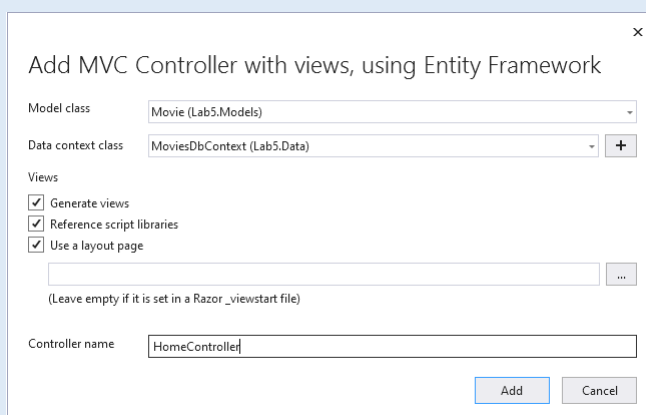 ×
Add MVC Controller with views, using Entity Framework
Model class Movie (Lab5.Models)
Data context class MoviesDbContext (Lab5.Data) +
Views
Generate views
Reference script libraries
Use a layout page
...
(Leave empty if it is set in a Razor _viewstart file)
Controller name HomeController
Add Cancel